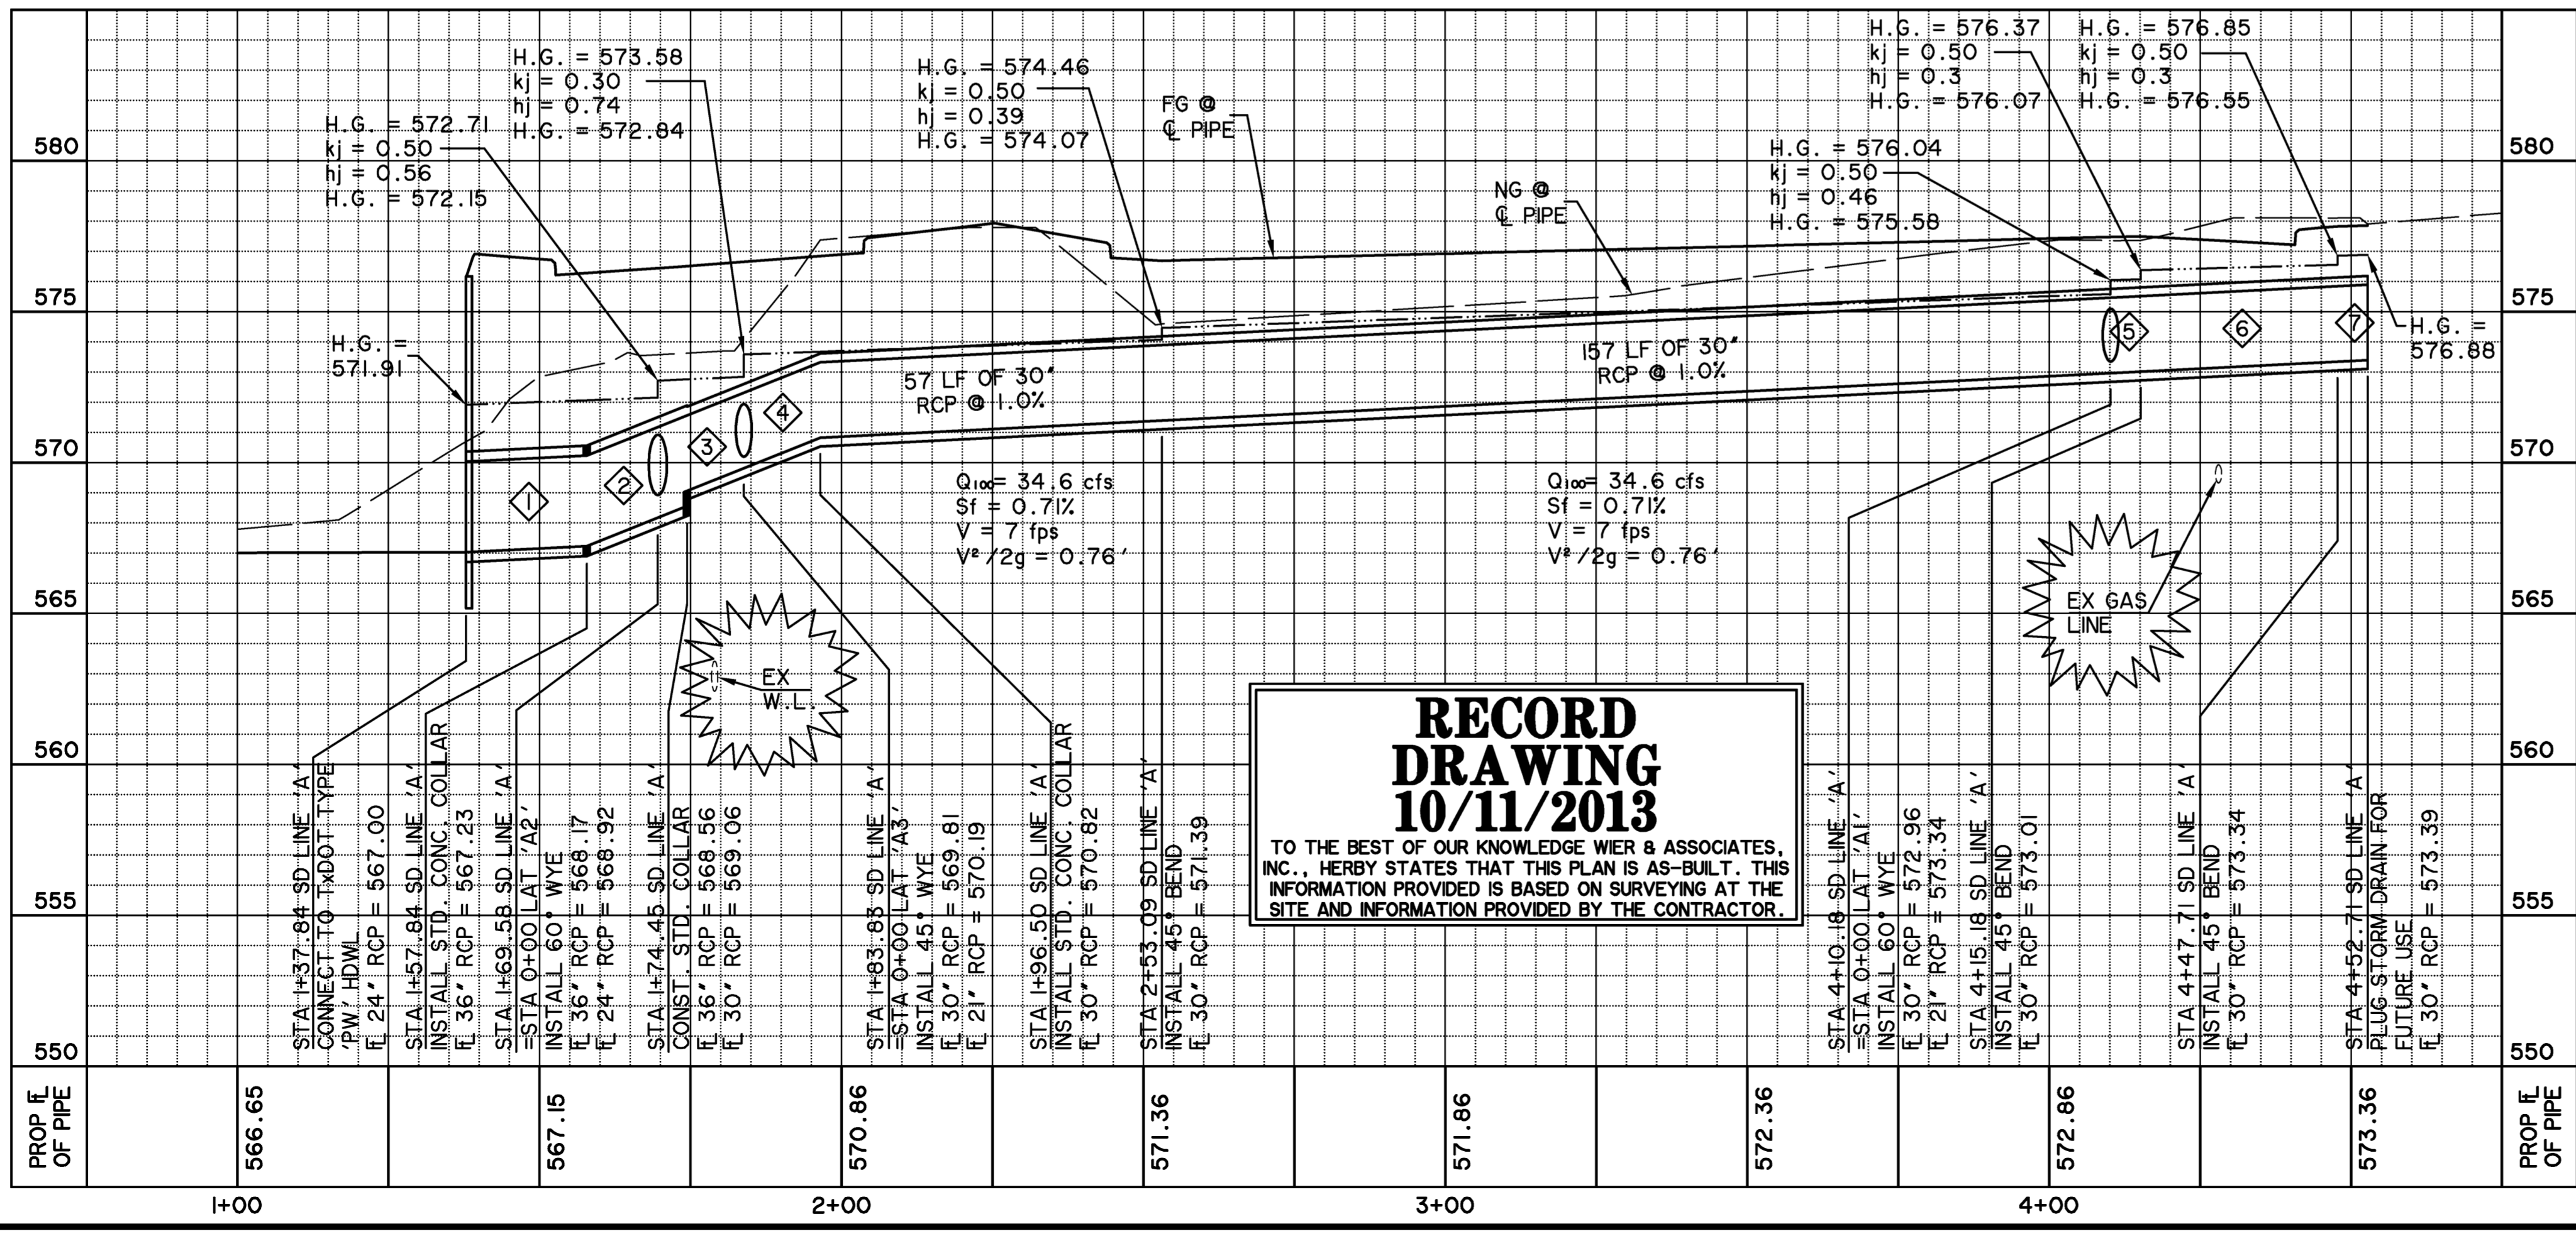 H.G. = 572.71
kj = 0.50
hj = 0.56
H.G. = 572.15
H.G. = 573.58
kj = 0.30
hj = 0.74
H.G. = 572.84
H.G. = 574.46
kj = 0.50
hj = 0.39
H.G. = 574.07
FG @
℄ PIPE
NG @
℄ PIPE
H.G. = 576.04
kj = 0.50
hj = 0.46
H.G. = 575.58
H.G. = 576.37
kj = 0.50
hj = 0.3
H.G. = 576.07
H.G. = 576.85
kj = 0.50
hj = 0.3
H.G. = 576.55
H.G. =
571.91
H.G. =
576.88
580
575
570
565
560
555
550
580
575
570
565
560
555
550
1
2
3
4
5
6
7
57 LF OF 30"
RCP @ 1.0%
157 LF OF 30"
RCP @ 1.0%
Q100= 34.6 cfs
Sf = 0.71%
V = 7 fps
V²/2g = 0.76'
Q100= 34.6 cfs
Sf = 0.71%
V = 7 fps
V²/2g = 0.76'
EX
W.L.
EX GAS
LINE
RECORD
DRAWING
10/11/2013
TO THE BEST OF OUR KNOWLEDGE WIER & ASSOCIATES,
INC., HERBY STATES THAT THIS PLAN IS AS-BUILT. THIS
INFORMATION PROVIDED IS BASED ON SURVEYING AT THE
SITE AND INFORMATION PROVIDED BY THE CONTRACTOR.
STA 1+37.84 SD LINE 'A'
CONNECT TO TxDOT TYPE
'PW' HDWL
FL 24" RCP = 567.00
STA 1+57.84 SD LINE 'A'
INSTALL STD. CONC. COLLAR
FL 36" RCP = 567.23
STA 1+69.58 SD LINE 'A'
=STA 0+00 LAT 'A2'
INSTALL 60° WYE
FL 36" RCP = 568.17
FL 24" RCP = 568.92
STA 1+74.45 SD LINE 'A'
CONST. STD. COLLAR
FL 36" RCP = 568.56
FL 30" RCP = 569.06
STA 1+83.83 SD LINE 'A'
=STA 0+00 LAT 'A3'
INSTALL 45° WYE
FL 30" RCP = 569.81
FL 21" RCP = 570.19
STA 1+96.50 SD LINE 'A'
INSTALL STD. CONC. COLLAR
FL 30" RCP = 570.82
STA 2+53.09 SD LINE 'A'
INSTALL 45° BEND
FL 30" RCP = 571.39
STA 4+10.18 SD LINE 'A'
=STA 0+00 LAT 'A1'
INSTALL 60° WYE
FL 30" RCP = 572.96
FL 21" RCP = 573.34
STA 4+15.18 SD LINE 'A'
INSTALL 45° BEND
FL 30" RCP = 573.01
STA 4+47.71 SD LINE 'A'
INSTALL 45° BEND
FL 30" RCP = 573.34
STA 4+52.71 SD LINE 'A'
PLUG STORM DRAIN FOR
FUTURE USE
FL 30" RCP = 573.39
PROP FL
OF PIPE
566.65
567.15
570.86
571.36
571.86
572.36
572.86
573.36
PROP FL
OF PIPE
1+00
2+00
3+00
4+00